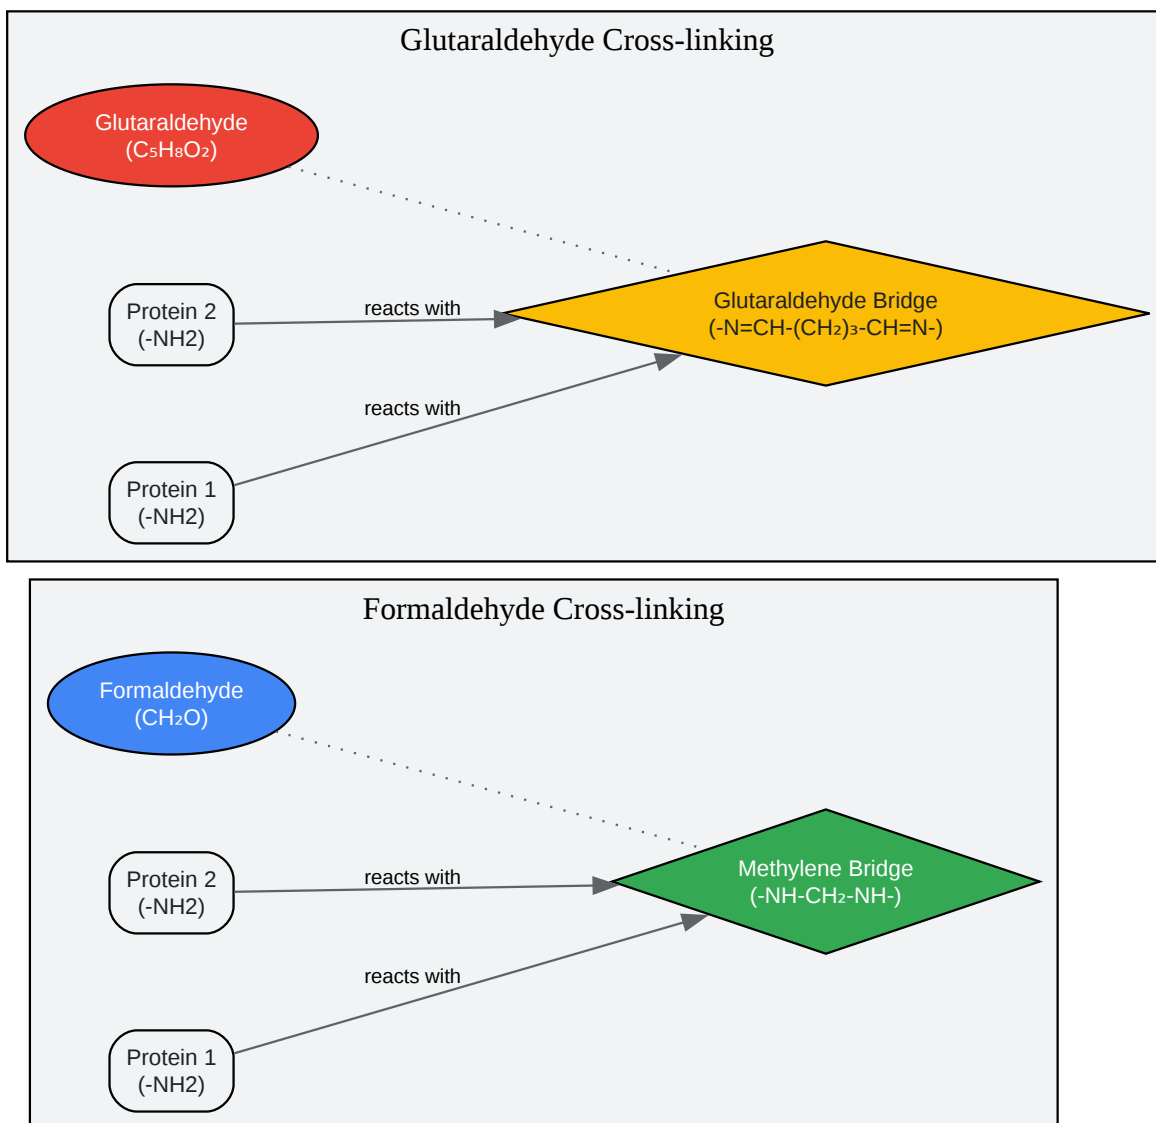 Glutaraldehyde Cross-linking
Glutaraldehyde
(C₅H₈O₂)
Protein 2
(-NH2)
reacts with
Glutaraldehyde Bridge
(-N=CH-(CH₂)₃-CH=N-)
reacts with
Protein 1
(-NH2)
Formaldehyde Cross-linking
Formaldehyde
(CH₂O)
Protein 2
(-NH2)
reacts with
Methylene Bridge
(-NH-CH₂-NH-)
reacts with
Protein 1
(-NH2)